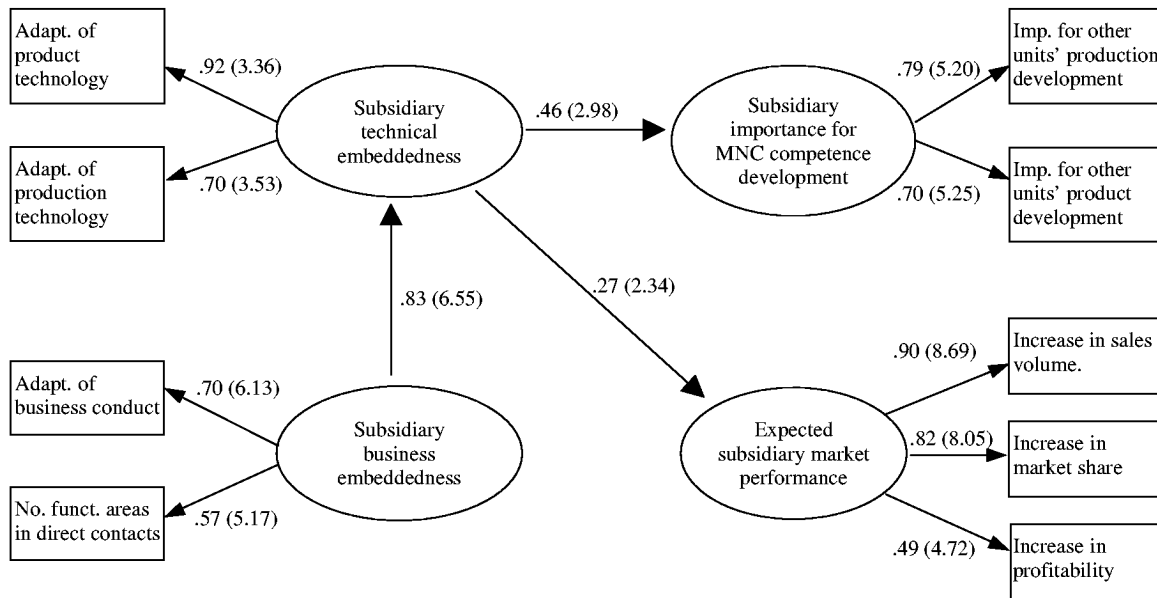 Adapt. of
product
technology
.92 (3.36)
Adapt. of
production
technology
.70 (3.53)
Subsidiary
technical
embeddedness
.46 (2.98)
Subsidiary
importance for
MNC competence
development
.79 (5.20)
Imp. for other
units’ production
development
.70 (5.25)
Imp. for other
units’ product
development
.83 (6.55)
.27 (2.34)
Adapt. of
business conduct
.70 (6.13)
No. funct. areas
in direct contacts
.57 (5.17)
Subsidiary
business
embeddedness
Expected
subsidiary market
performance
.90 (8.69)
Increase in sales
volume.
.82 (8.05)
Increase in
market share
.49 (4.72)
Increase in
profitability